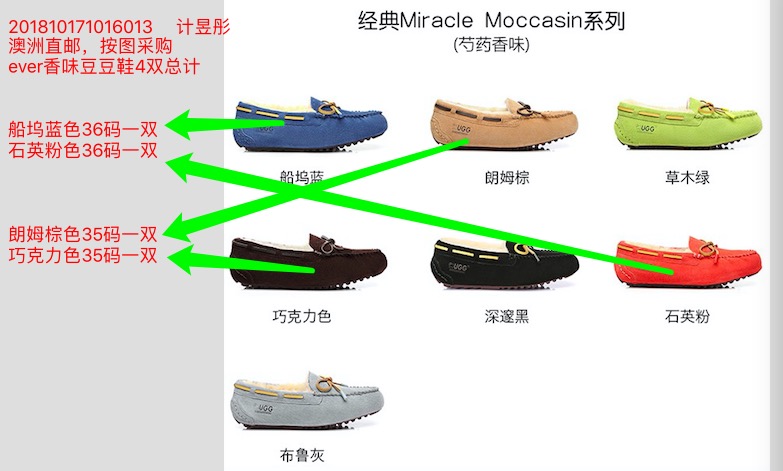 201810171016013 计昱彤
澳洲直邮，按图采购
ever香味豆豆鞋4双总计
船坞蓝色36码一双
石英粉色36码一双
朗姆棕色35码一双
巧克力色35码一双
经典Miracle Moccasin系列
(芍药香味)
UGG
UGG
UGG
船坞蓝
朗姆棕
草木绿
UGG
巧克力色
深邃黑
石英粉
UGG
布鲁灰